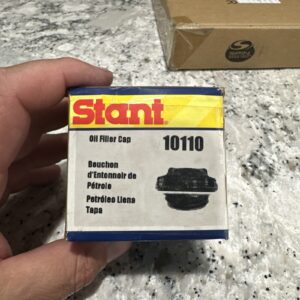 Stant
Oil Filler Cap
10110
Bouchon
d'Entonnoir de
Pétrole
Petróleo Llena
Tapa